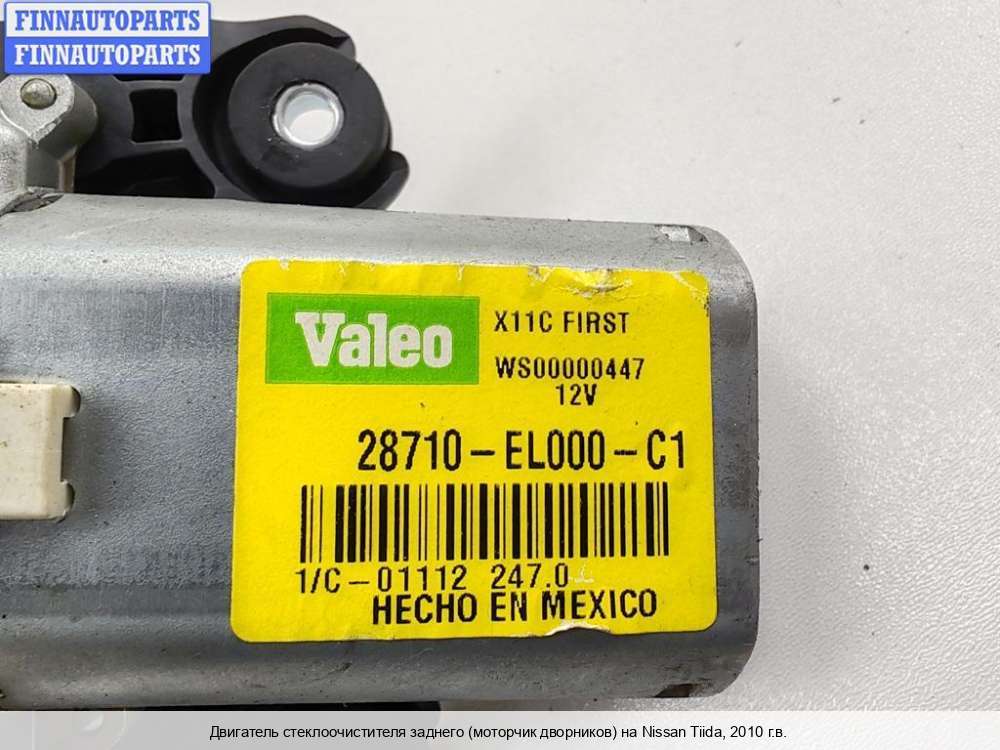 FINNAUTOPARTS
FINNAUTOPARTS
Valeo
X11C FIRST
WS00000447
12V
28710-EL000-C1
1/C-01112 247.0
HECHO EN MEXICO
Двигатель стеклоочистителя заднего (моторчик дворников) на Nissan Tiida, 2010 г.в.